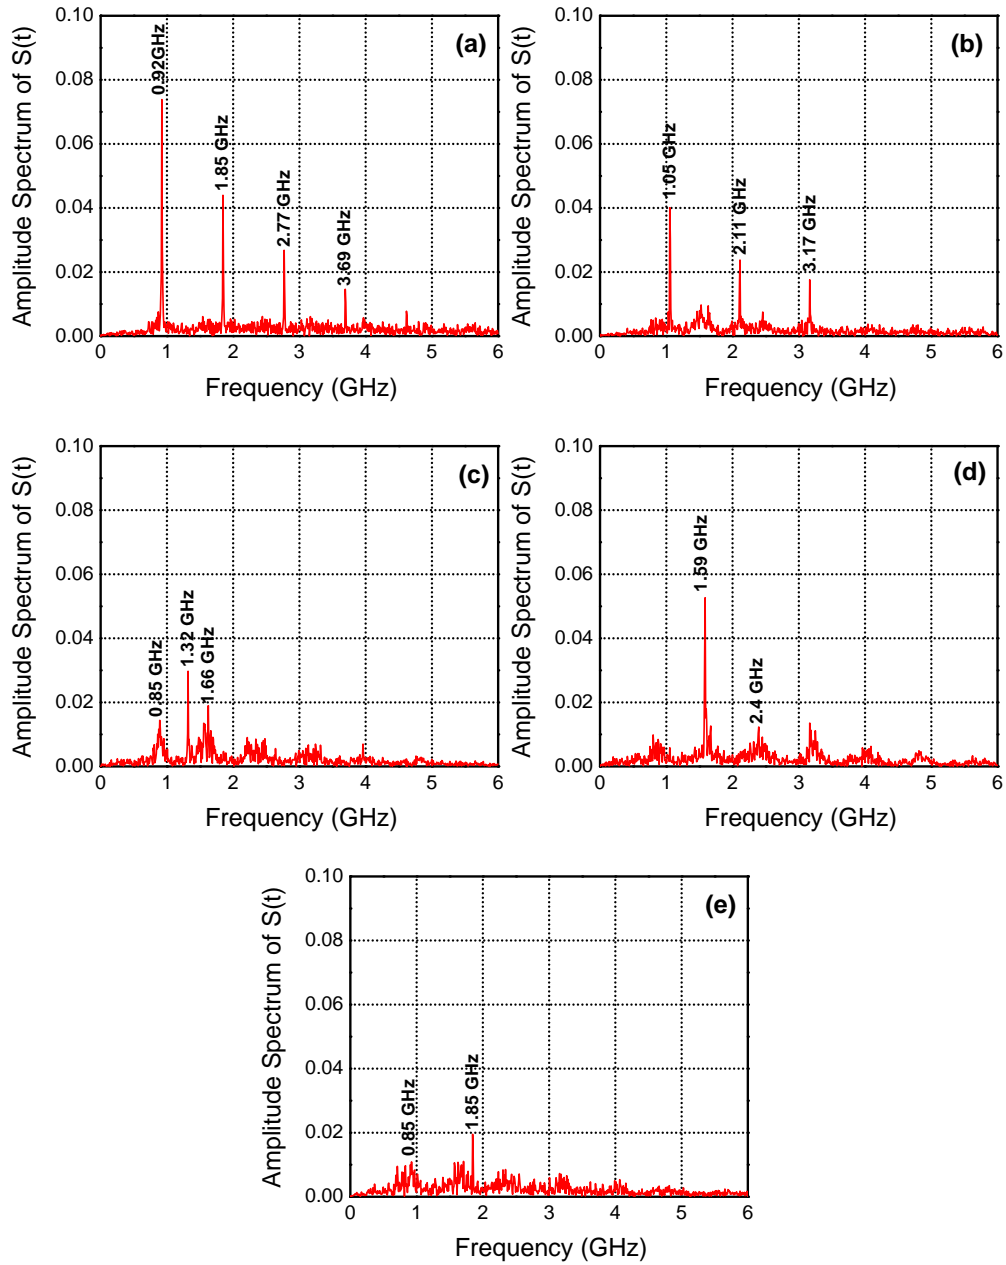 Amplitude Spectrum of S(t)
0.10
0.08
0.06
0.04
0.02
0.00
0.92GHz
1.85 GHz
2.77 GHz
3.69 GHz
(a)
0 1 2 3 4 5 6
Frequency (GHz)
Amplitude Spectrum of S(t)
0.10
0.08
0.06
0.04
0.02
0.00
1.05 GHz
2.11 GHz
3.17 GHz
(b)
0 1 2 3 4 5 6
Frequency (GHz)
Amplitude Spectrum of S(t)
0.10
0.08
0.06
0.04
0.02
0.00
0.85 GHz
1.32 GHz
1.66 GHz
(c)
0 1 2 3 4 5 6
Frequency (GHz)
Amplitude Spectrum of S(t)
0.10
0.08
0.06
0.04
0.02
0.00
1.59 GHz
2.4 GHz
(d)
0 1 2 3 4 5 6
Frequency (GHz)
Amplitude Spectrum of S(t)
0.10
0.08
0.06
0.04
0.02
0.00
0.85 GHz
1.85 GHz
(e)
0 1 2 3 4 5 6
Frequency (GHz)